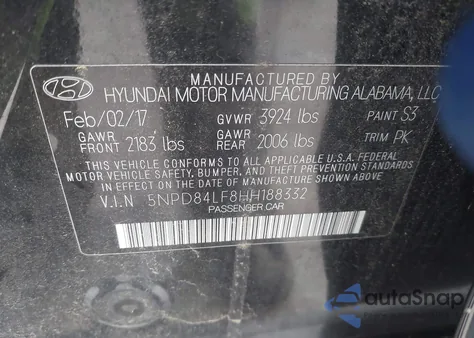 MANUFACTURED BY
HYUNDAI MOTOR MANUFACTURING ALABAMA, LLC
Feb/02/17 GVWR 3924 lbs PAINT S3
GAWR FRONT 2183 lbs GAWR REAR 2006 lbs TRIM PK
THIS VEHICLE CONFORMS TO ALL APPLICABLE U.S.A. FEDERAL
MOTOR VEHICLE SAFETY, BUMPER, AND THEFT PREVENTION STANDARDS
IN EFFECT ON THE DATE OF MANUFACTURE SHOWN ABOVE.
V.I.N 5NPD84LF8HH188332
PASSENGER CAR
autoSnap